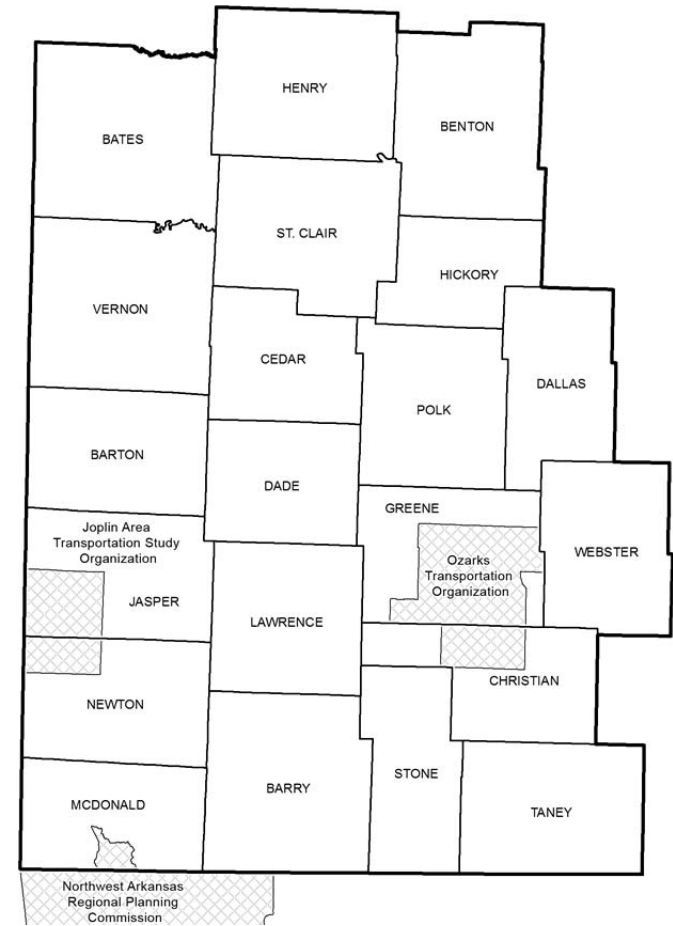 HENRY
BENTON
BATES
ST. CLAIR
HICKORY
VERNON
CEDAR
DALLAS
POLK
BARTON
DADE
GREENE
Joplin Area
Transportation Study
Organization
Ozarks
Transportation
Organization
WEBSTER
JASPER
LAWRENCE
CHRISTIAN
NEWTON
STONE
BARRY
MCDONALD
TANEY
Northwest Arkansas
Regional Planning
Commission